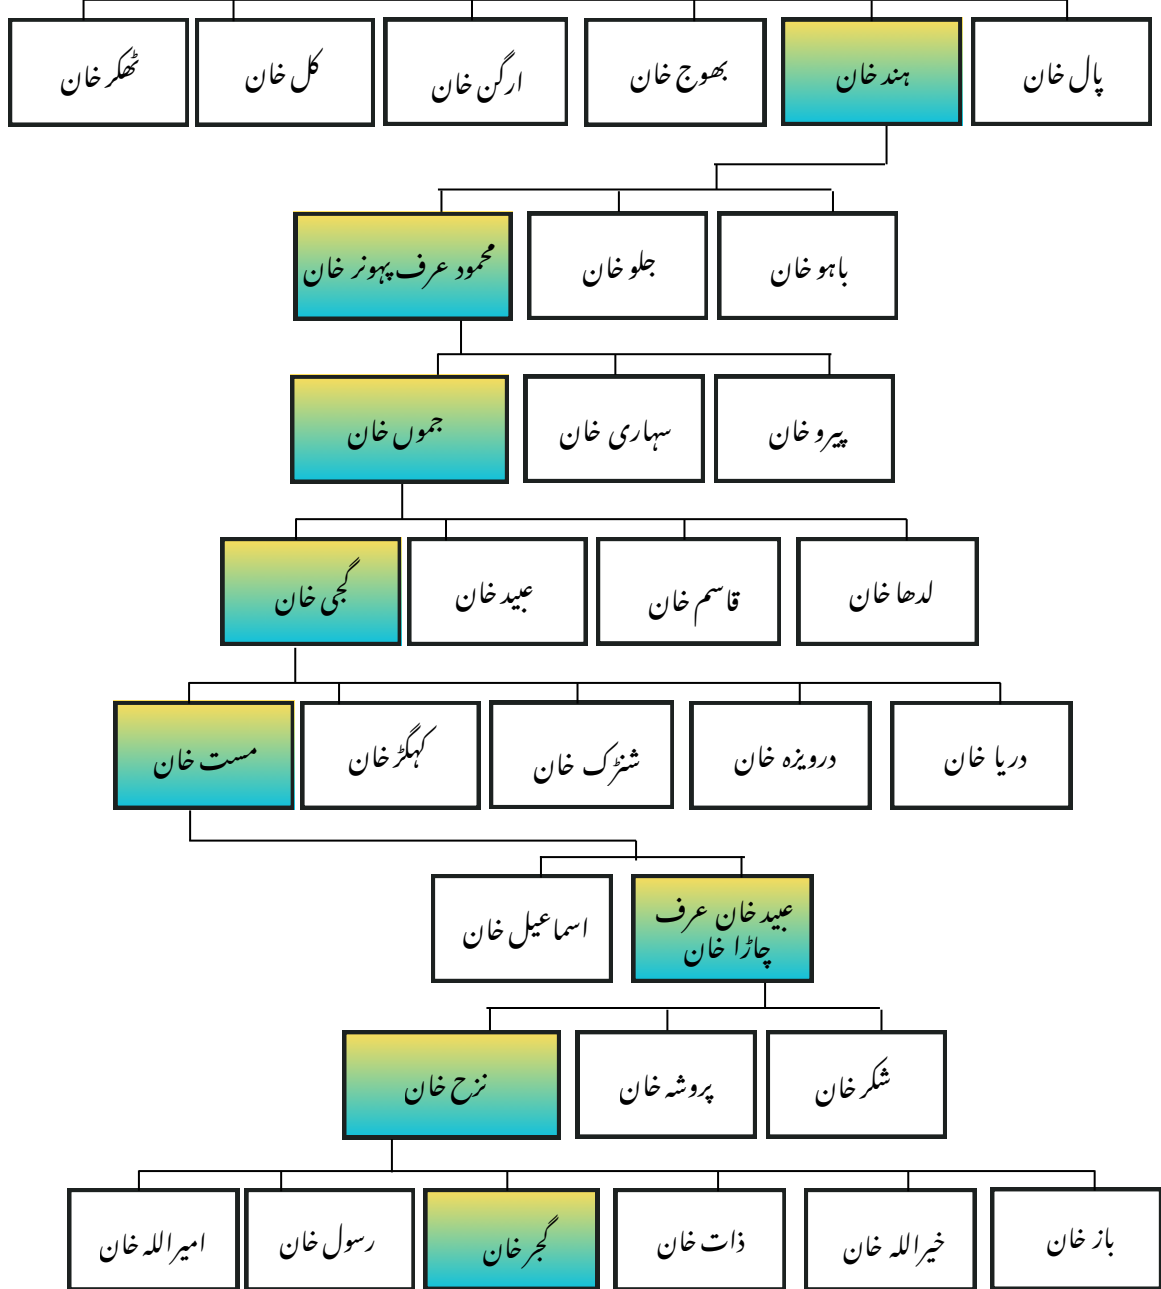 پال خان
ہند خان
بھوج خان
ارگن خان
کل خان
ٹھکر خان
باہو خان
جلو خان
محمود عرف پہونر خان
پیرو خان
سہاری خان
جموں خان
لدھا خان
قاسم خان
عبید خان
گجی خان
دریا خان
درویزہ خان
شنڑک خان
کہگڑ خان
مست خان
عبید خان عرف
چاڑا خان
اسماعیل خان
شکر خان
پروشہ خان
نزح خان
باز خان
خیراللہ خان
ذات خان
گجر خان
رسول خان
امیراللہ خان